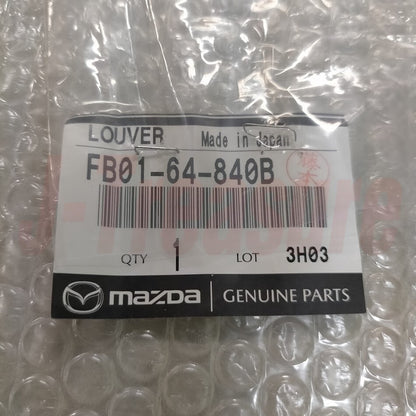 LOUVER Made in Japan
FB01-64-840B
QTY 1 LOT 3H03
mazda GENUINE PARTS